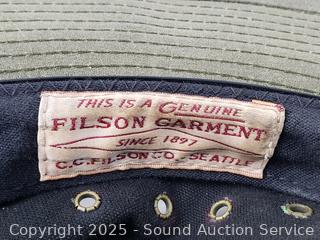 THIS IS A GENUINE
FILSON GARMENT
SINCE 1897
C.C. FILSON CO. - SEATTLE
Copyright 2025 - Sound Auction Service